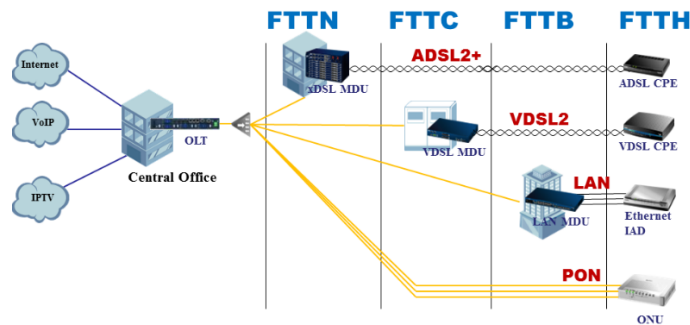 FTTN
FTTC
FTTB
FTTH
ADSL2+
Internet
xDSL MDU
ADSL CPE
VoIP
OLT
VDSL2
VDSL MDU
VDSL CPE
Central Office
IPTV
LAN
LAN MDU
Ethernet
IAD
PON
ONU